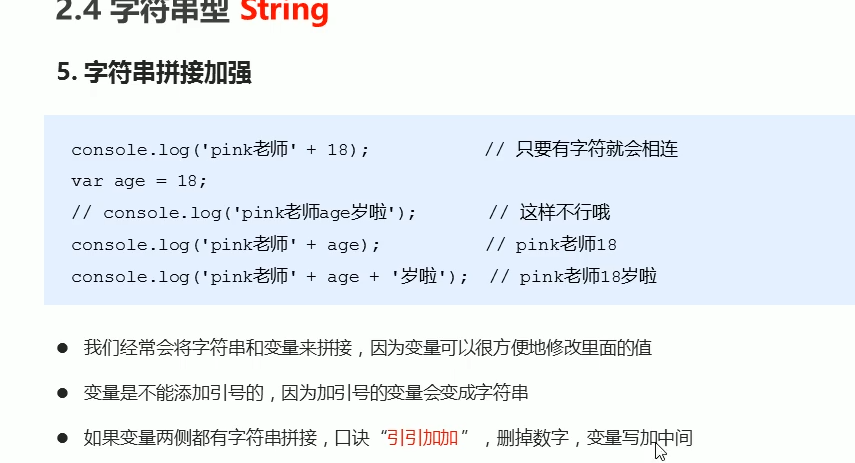 2.4 字符串型 String
5. 字符串拼接加强
console.log('pink老师' + 18); // 只要有字符就会相连
var age = 18;
// console.log('pink老师age岁啦'); // 这样不行哦
console.log('pink老师' + age); // pink老师18
console.log('pink老师' + age + '岁啦'); // pink老师18岁啦
● 我们经常会将字符串和变量来拼接，因为变量可以很方便地修改里面的值
● 变量是不能添加引号的，因为加引号的变量会变成字符串
● 如果变量两侧都有字符串拼接，口诀“引引加加 ”，删掉数字，变量写加中间